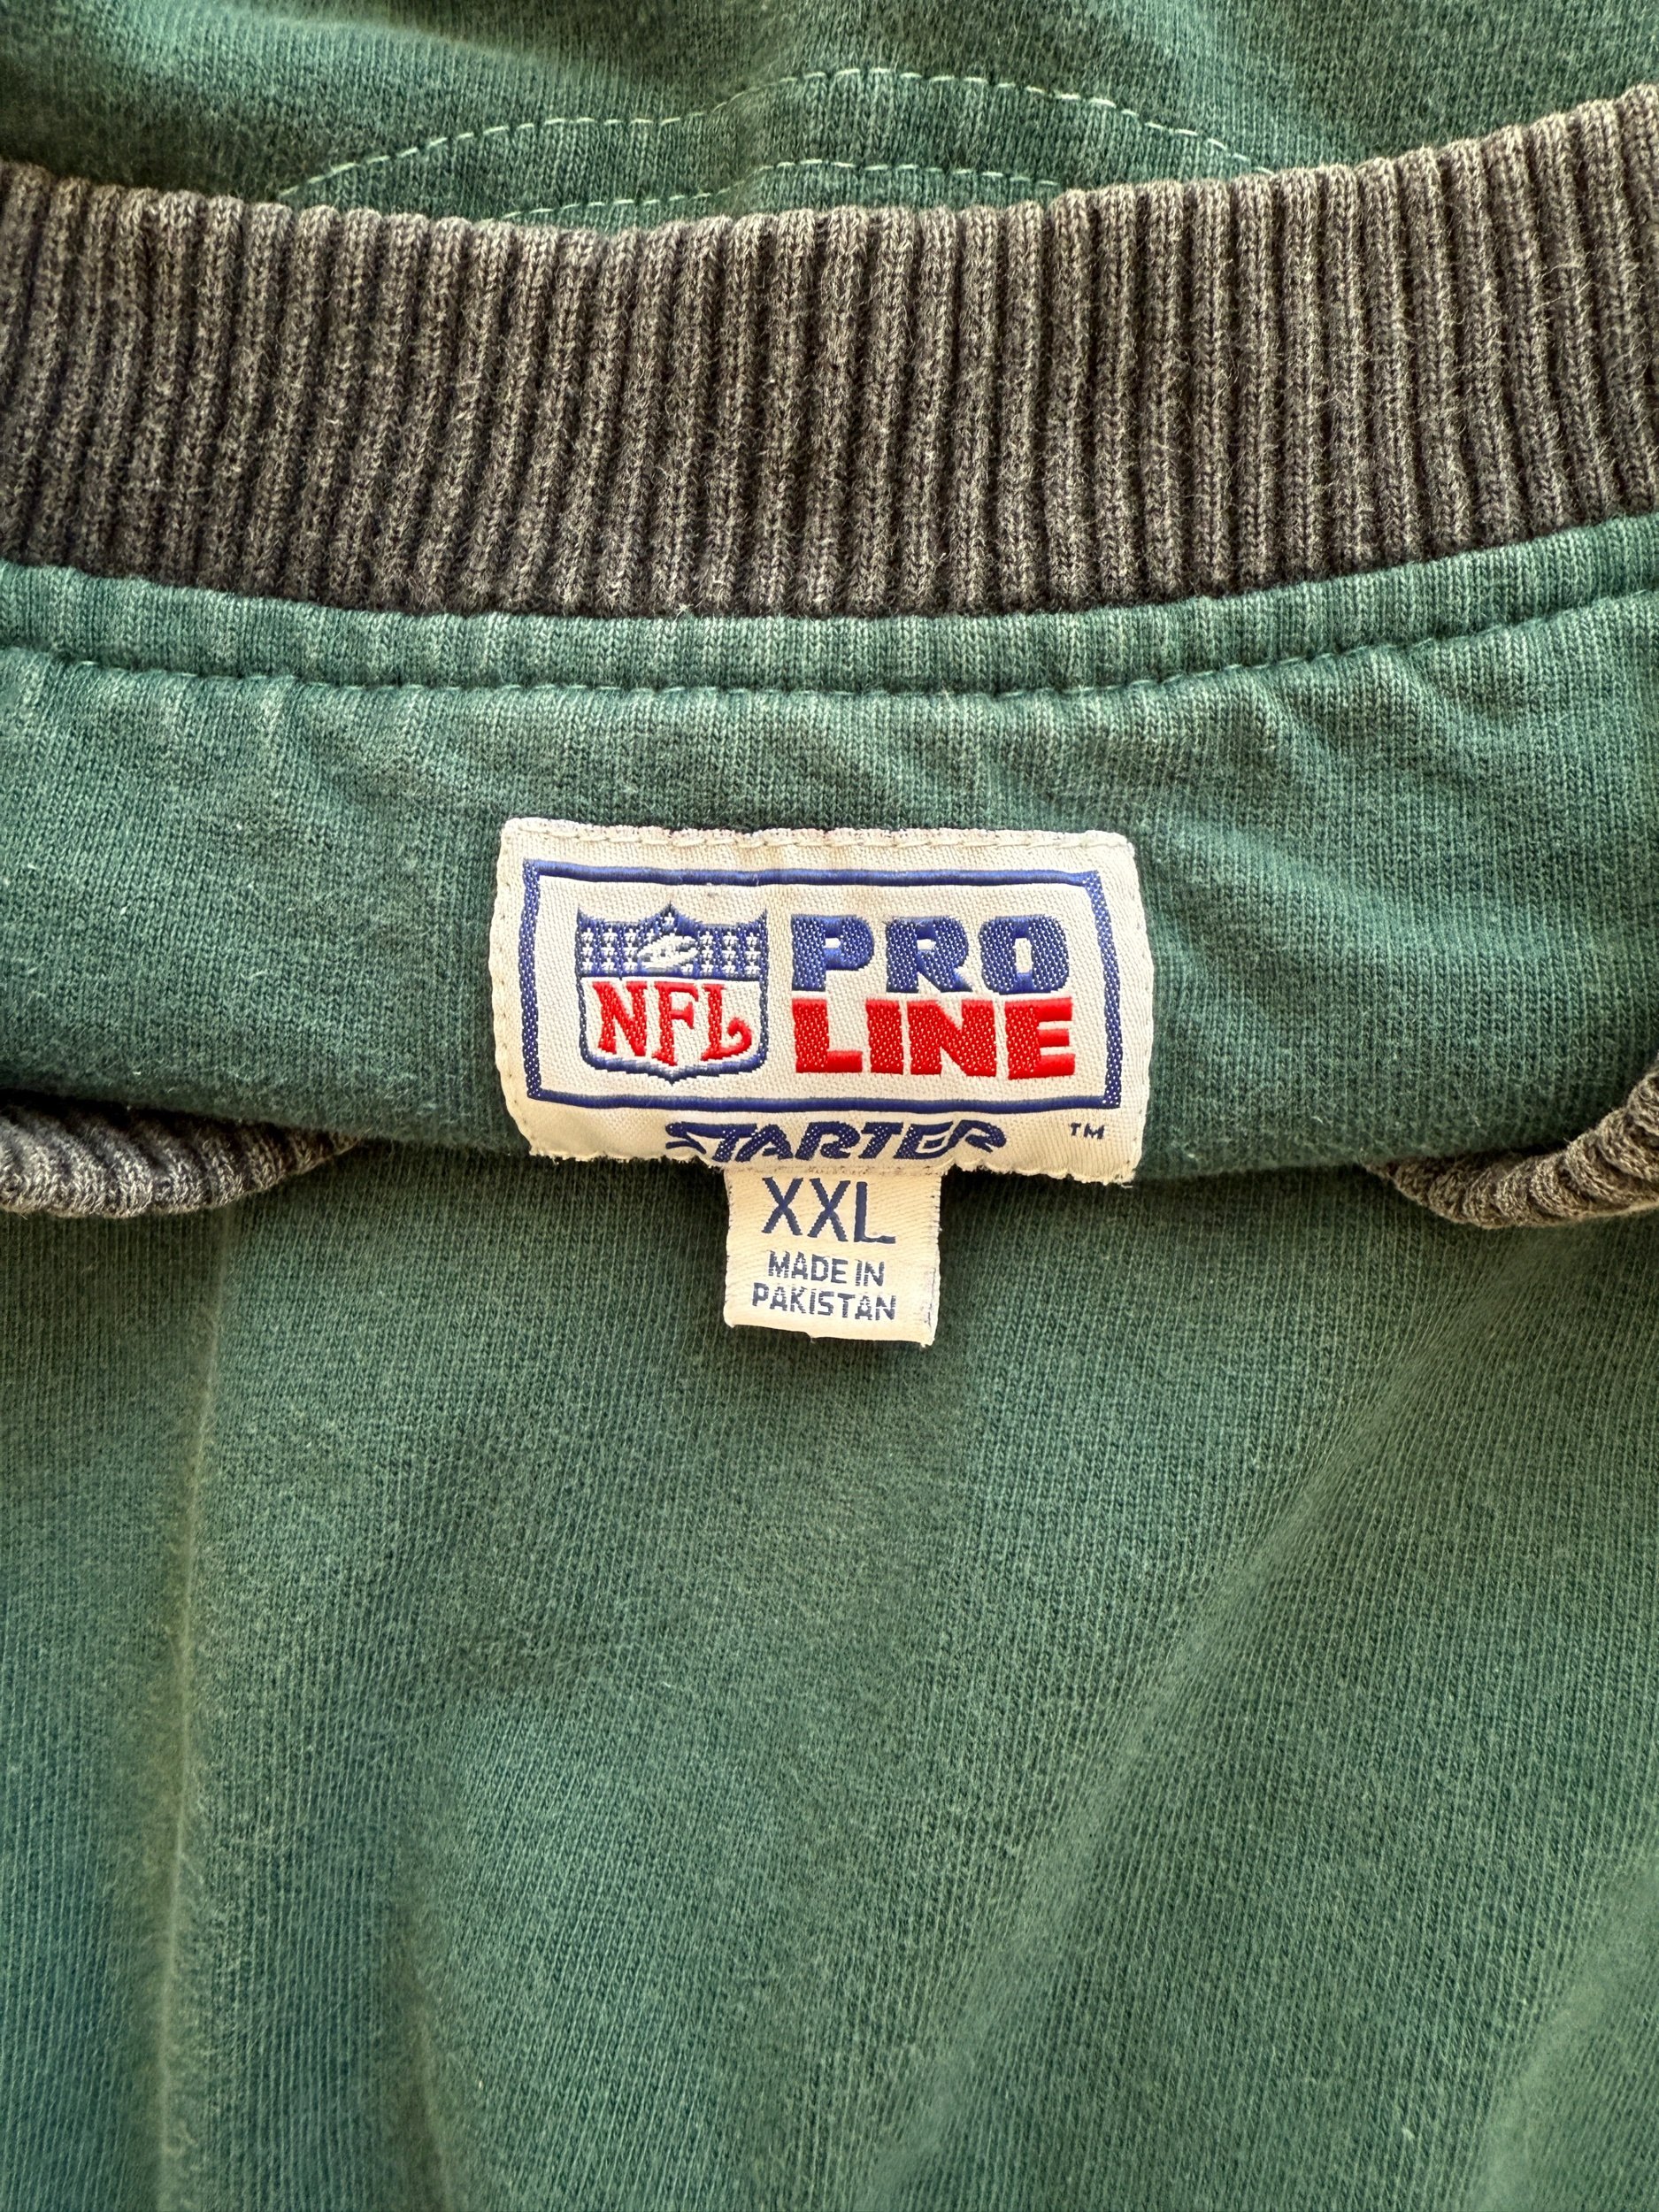 NFL
PRO
LINE
STARTER
™
XXL
MADE IN
PAKISTAN